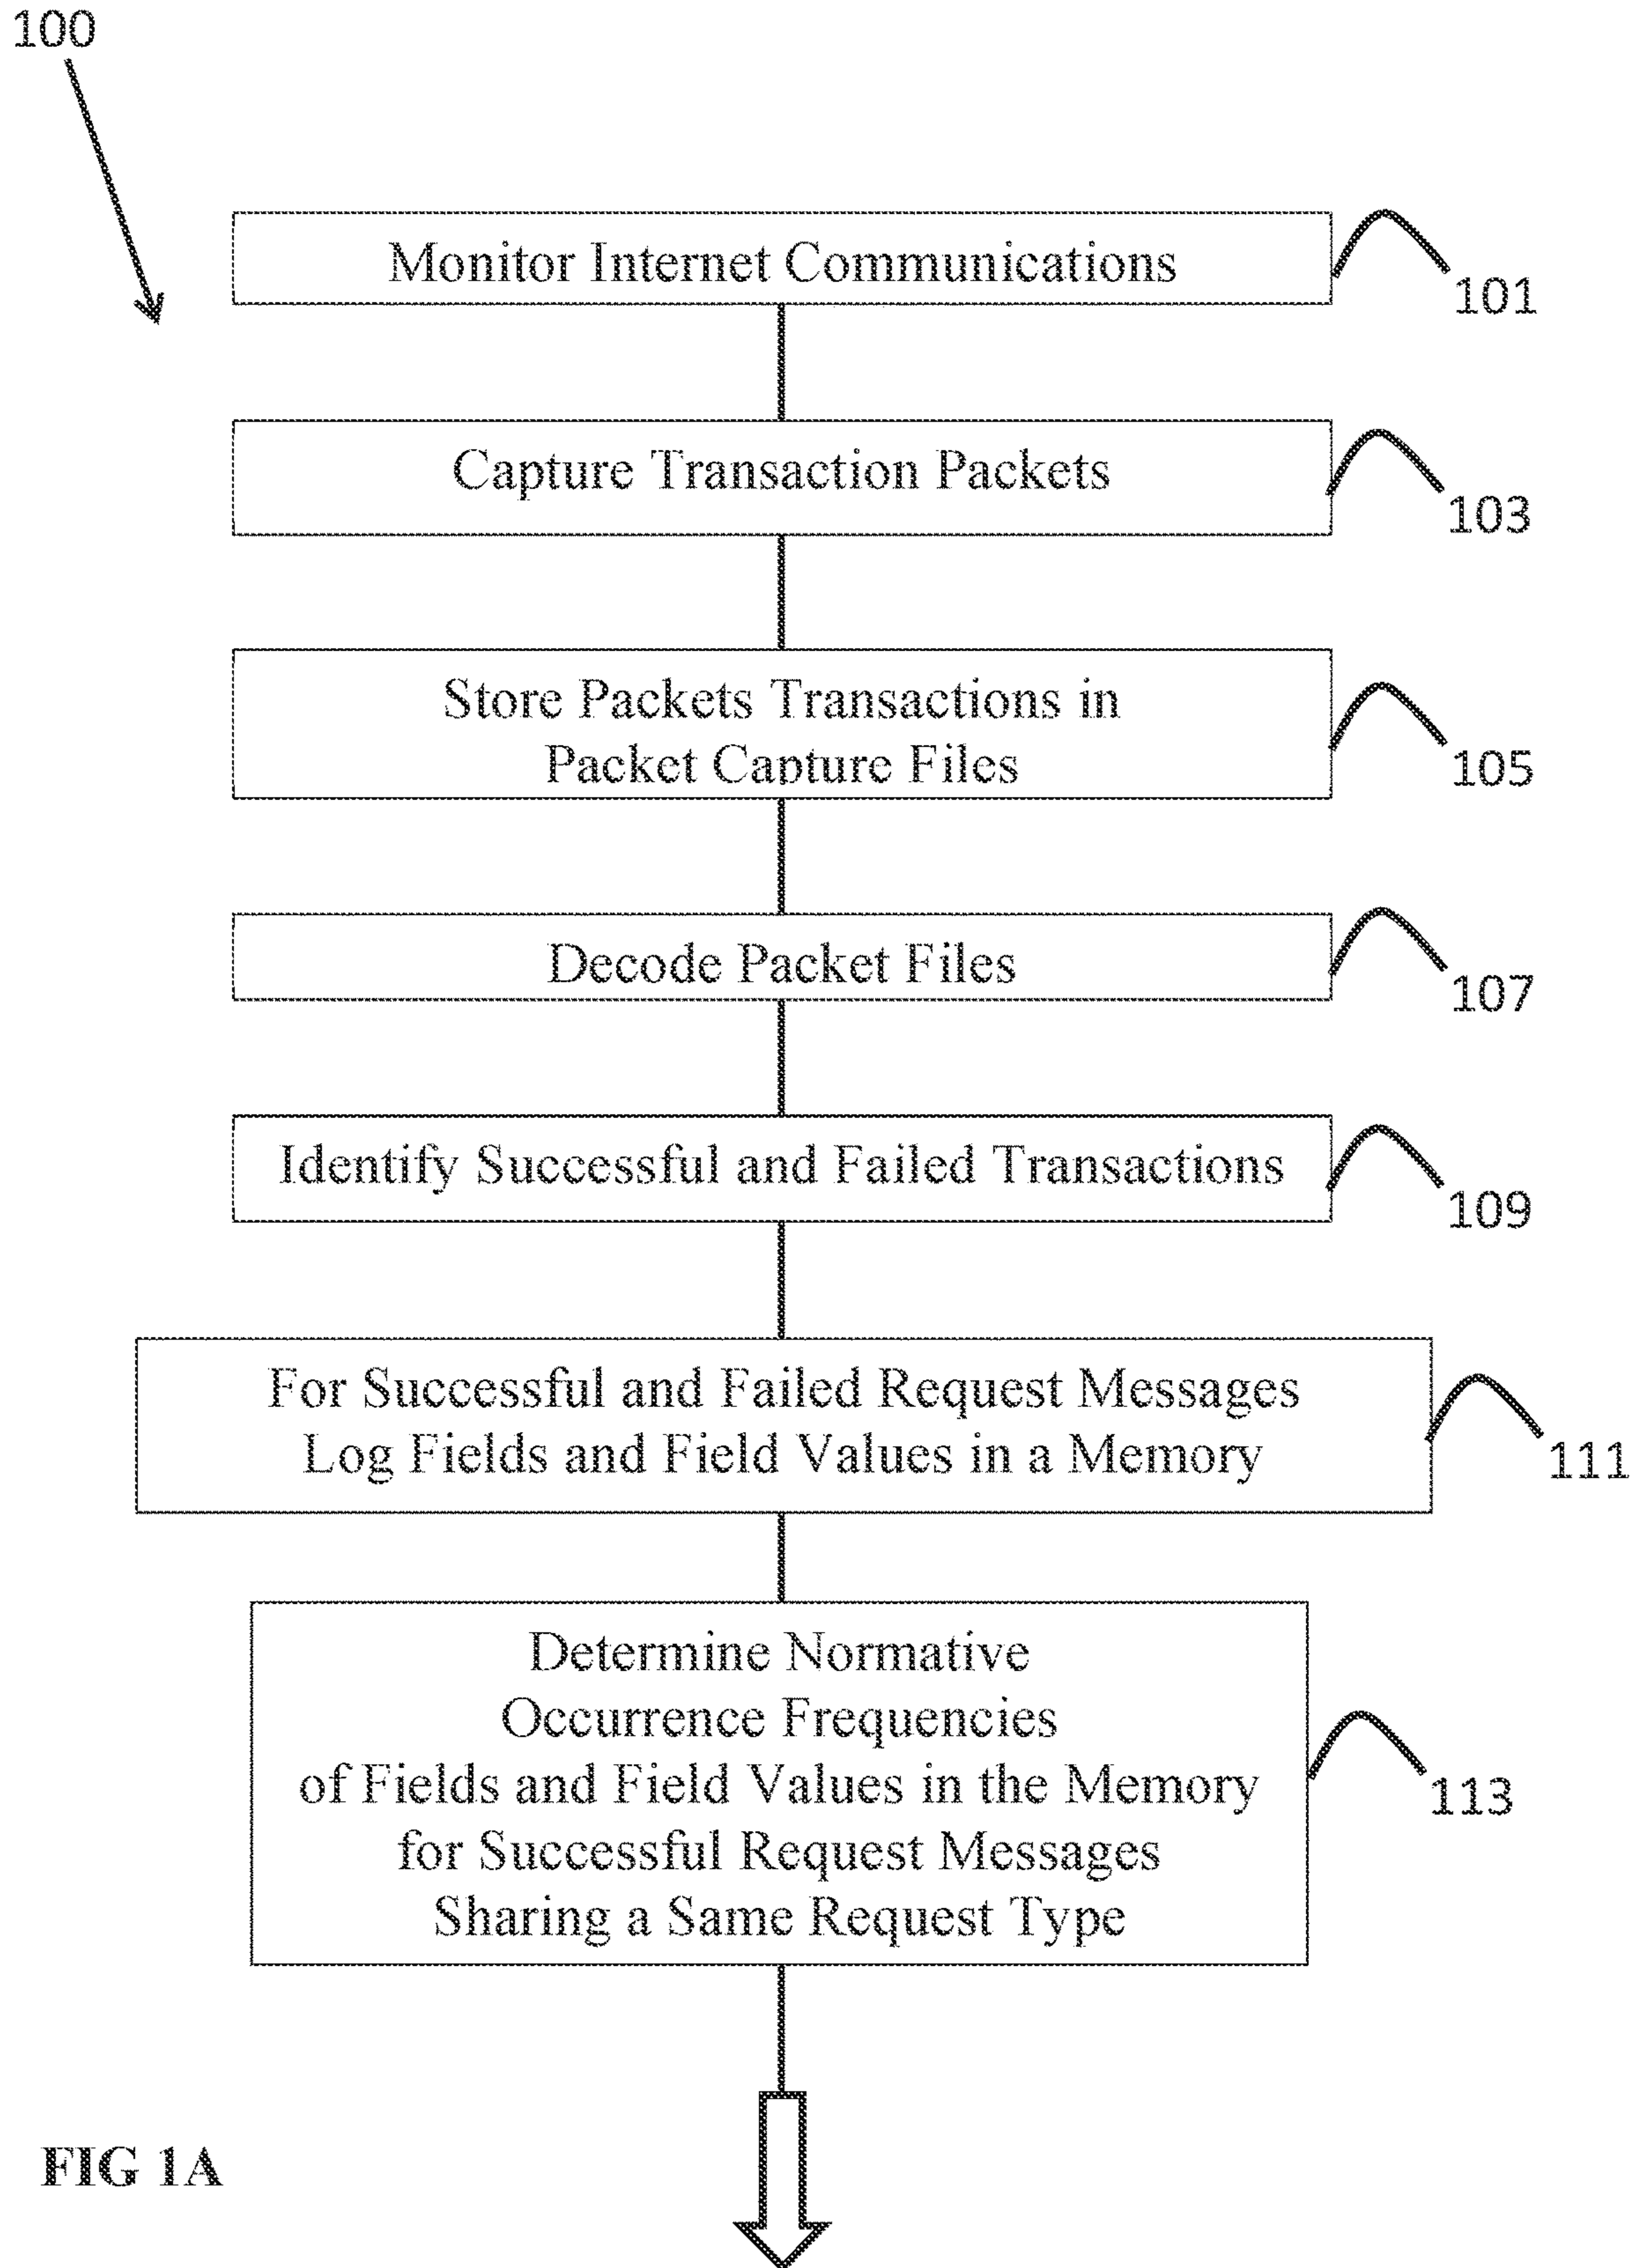 100
Monitor Internet Communications
101
Capture Transaction Packets
103
Store Packets Transactions in
Packet Capture Files
105
Decode Packet Files
107
Identify Successful and Failed Transactions
109
For Successful and Failed Request Messages
Log Fields and Field Values in a Memory
111
Determine Normative
Occurrence Frequencies
of Fields and Field Values in the Memory
for Successful Request Messages
Sharing a Same Request Type
113
FIG 1A